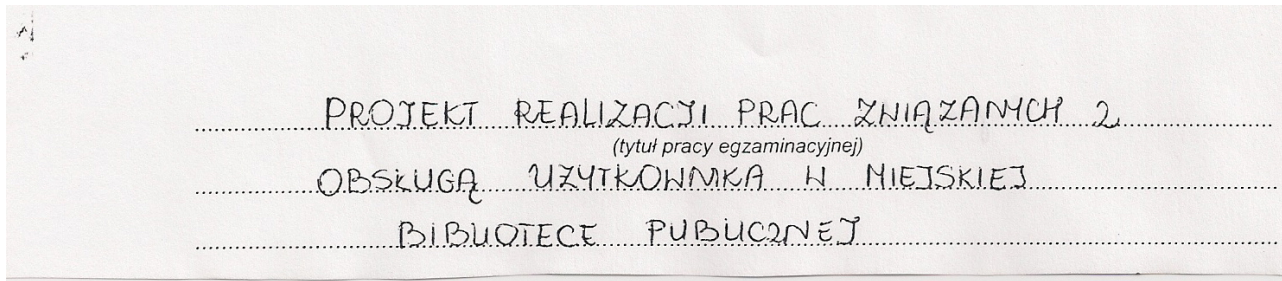 PROJEKT REALIZACJI PRAC ZWIĄZANYCH Z
(tytuł pracy egzaminacyjnej)
OBSŁUGĄ UŻYTKOWNIKA W MIEJSKIEJ
BIBLIOTECE PUBLICZNEJ